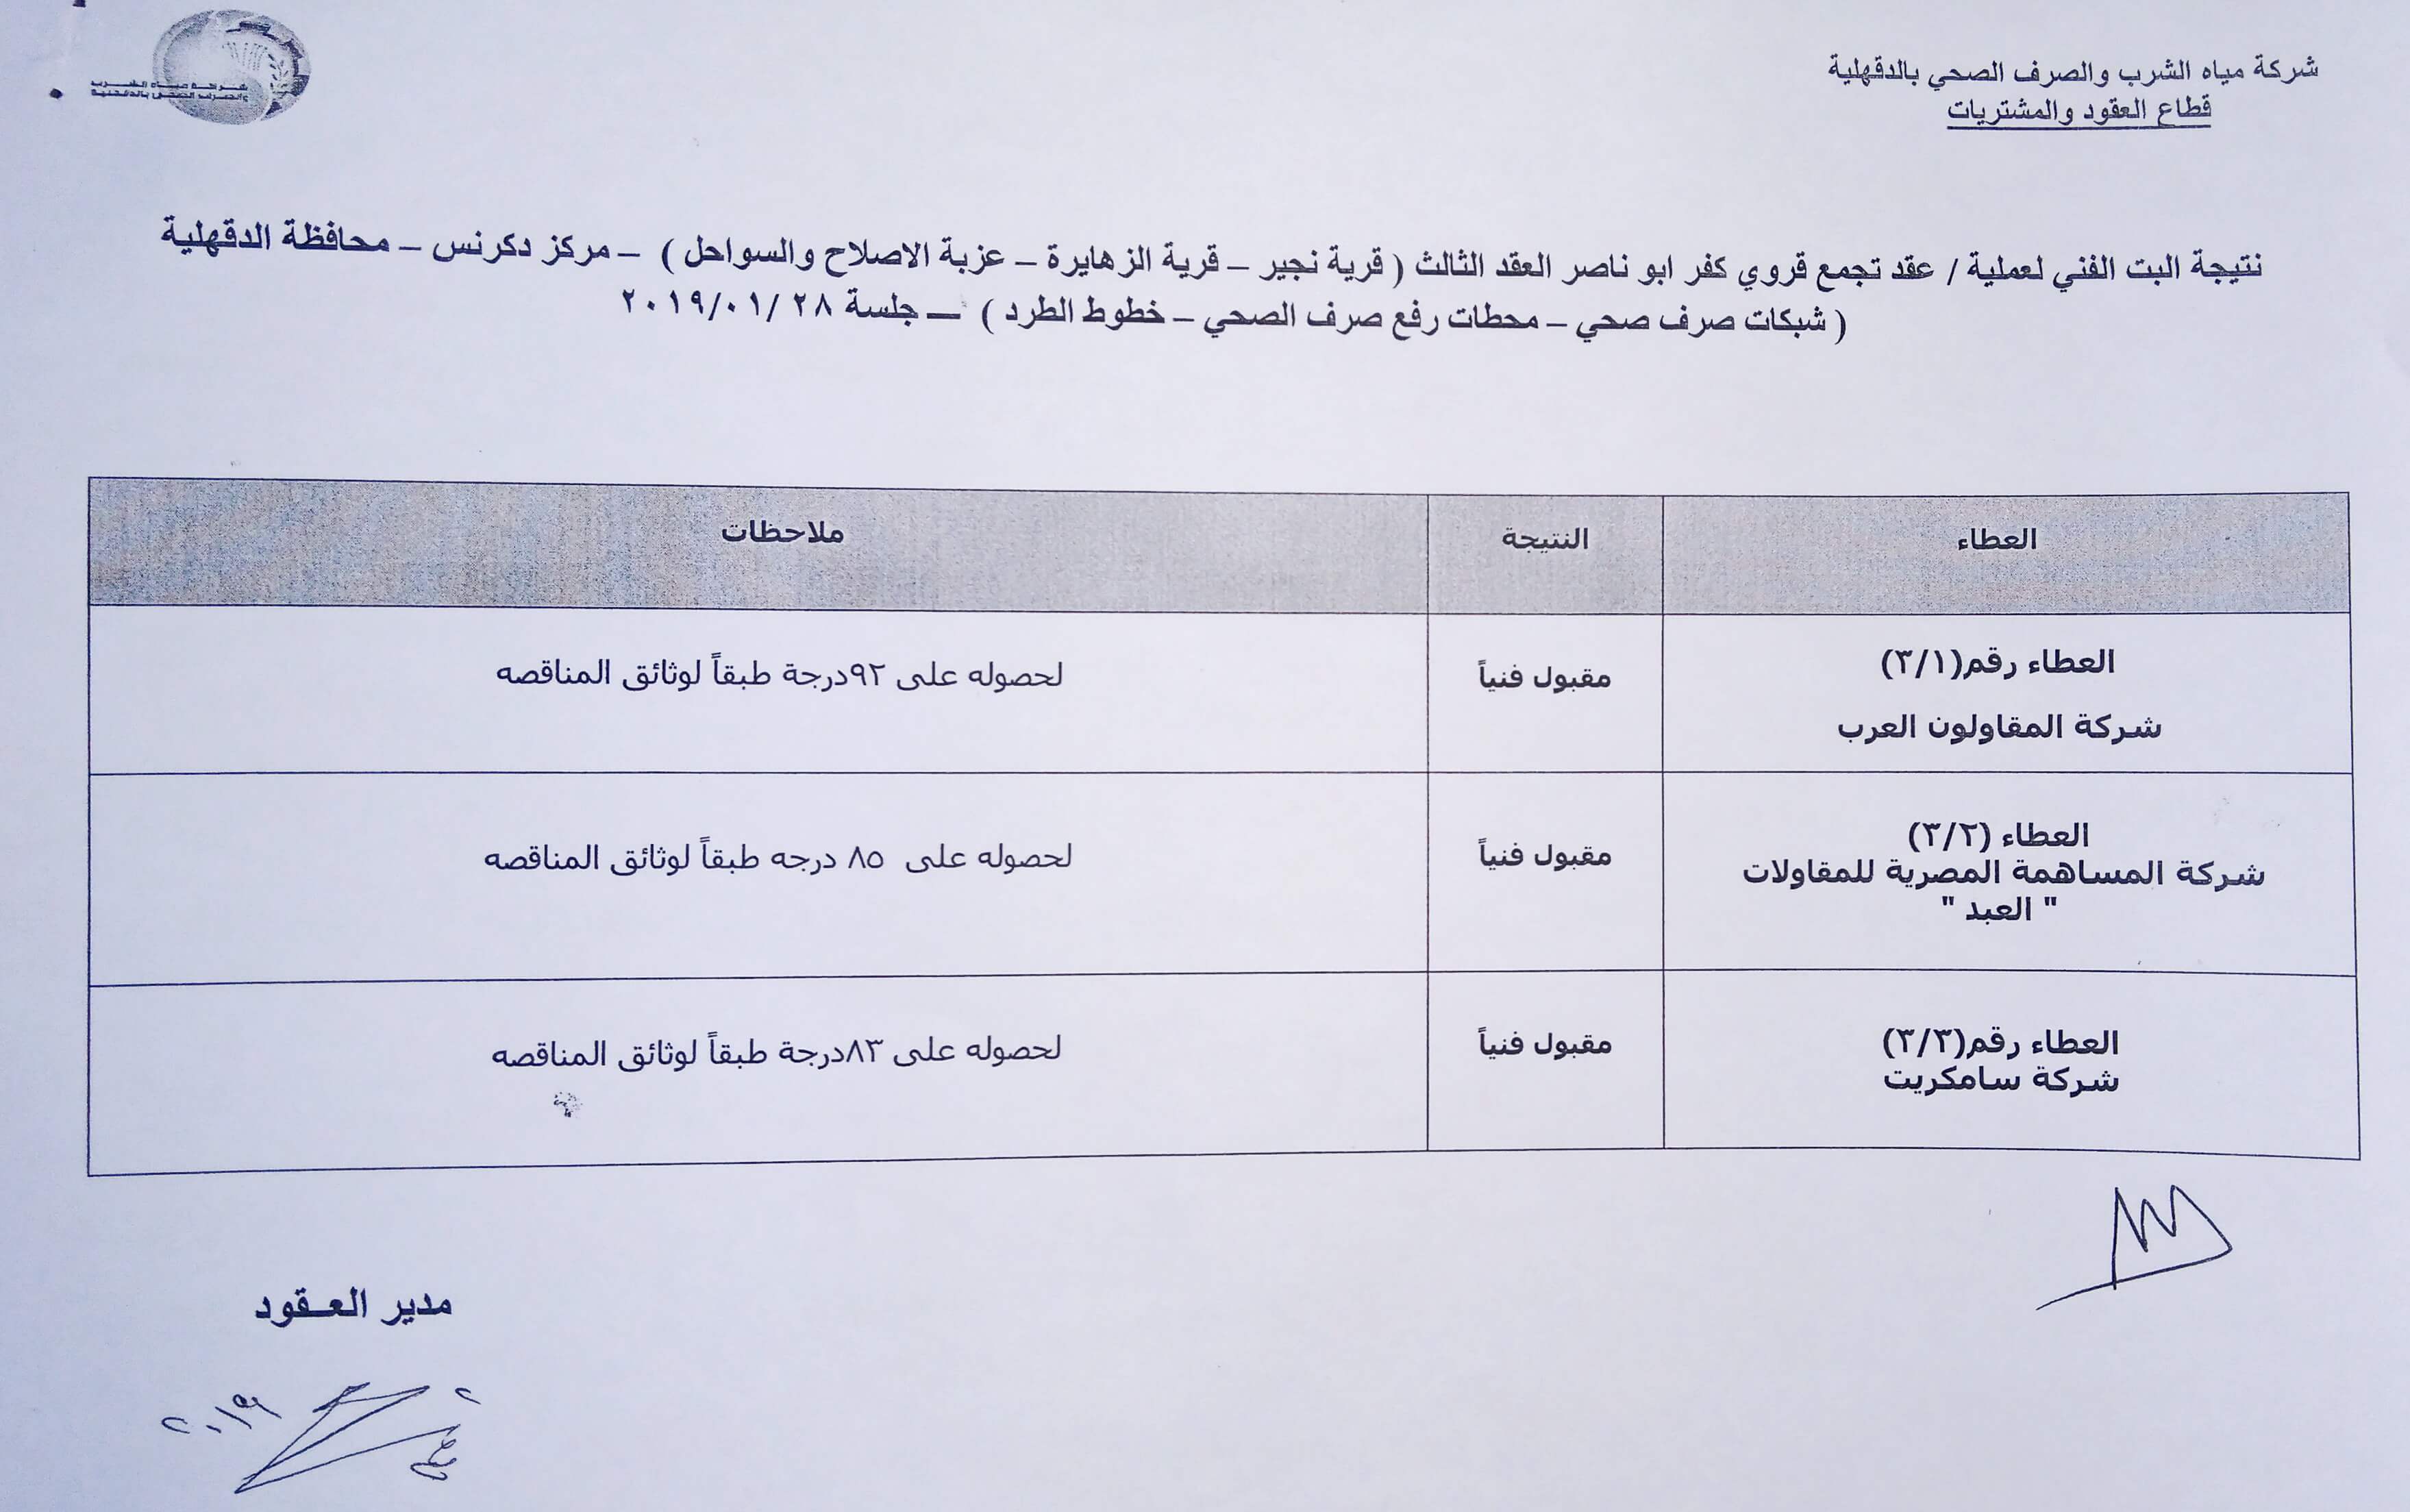 شركة مياه الشرب والصرف الصحي بالدقهلية
قطاع العقود والمشتريات
شركة مياه الشرب
والصرف الصحى بالدقهلية
نتيجة البت الفني لعملية / عقد تجمع قروي كفر ابو ناصر العقد الثالث ( قرية نجير – قرية الزهايرة – عزبة الاصلاح والسواحل ) – مركز دكرنس – محافظة الدقهلية
( شبكات صرف صحي – محطات رفع صرف الصحي – خطوط الطرد ) – جلسة ٢٨ /٢٠١٩/٠١
العطاء النتيجة ملاحظات
العطاء رقم(٣/١)
شركة المقاولون العرب
مقبول فنياً
لحصوله على ٩٢درجة طبقاً لوثائق المناقصه
العطاء (٣/٢)
شركة المساهمة المصرية للمقاولات
" العبد "
مقبول فنياً
لحصوله على ٨٥ درجه طبقاً لوثائق المناقصه
العطاء رقم(٣/٣)
شركة سامكريت
مقبول فنياً
لحصوله على ٨٣درجة طبقاً لوثائق المناقصه
مدير العـقود
٢٠١٩